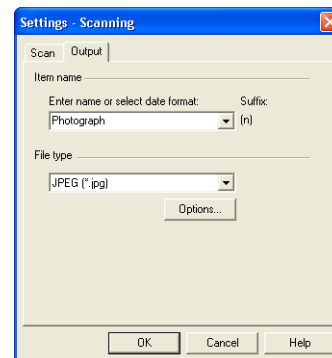 Settings - Scanning
Scan Output
Item name
Enter name or select date format: Suffix:
Photograph (n)
File type
JPEG (*.jpg)
Options...
OK Cancel Help